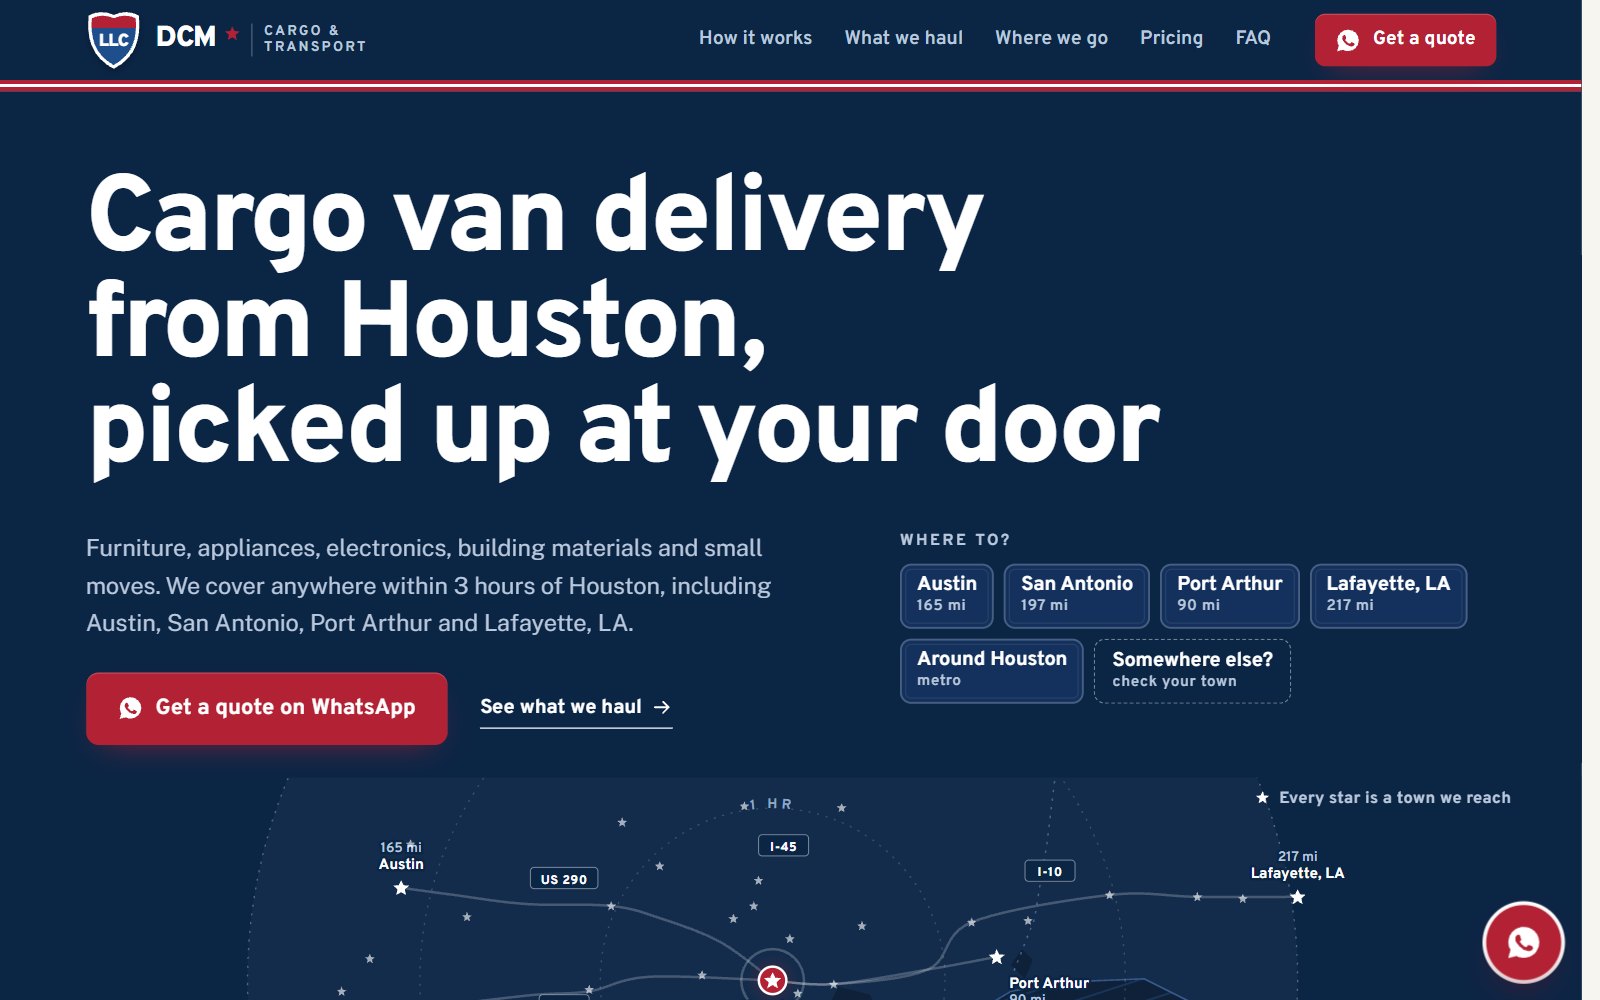 LLC
DCM
CARGO &
TRANSPORT
How it works
What we haul
Where we go
Pricing
FAQ
Get a quote
Cargo van delivery
from Houston,
picked up at your door
Furniture, appliances, electronics, building materials and small
moves. We cover anywhere within 3 hours of Houston, including
Austin, San Antonio, Port Arthur and Lafayette, LA.
Get a quote on WhatsApp
See what we haul →
WHERE TO?
Austin
165 mi
San Antonio
197 mi
Port Arthur
90 mi
Lafayette, LA
217 mi
Around Houston
metro
Somewhere else?
check your town
Every star is a town we reach
1 HR
165 mi
Austin
US 290
I-45
I-10
217 mi
Lafayette, LA
Port Arthur
90 mi